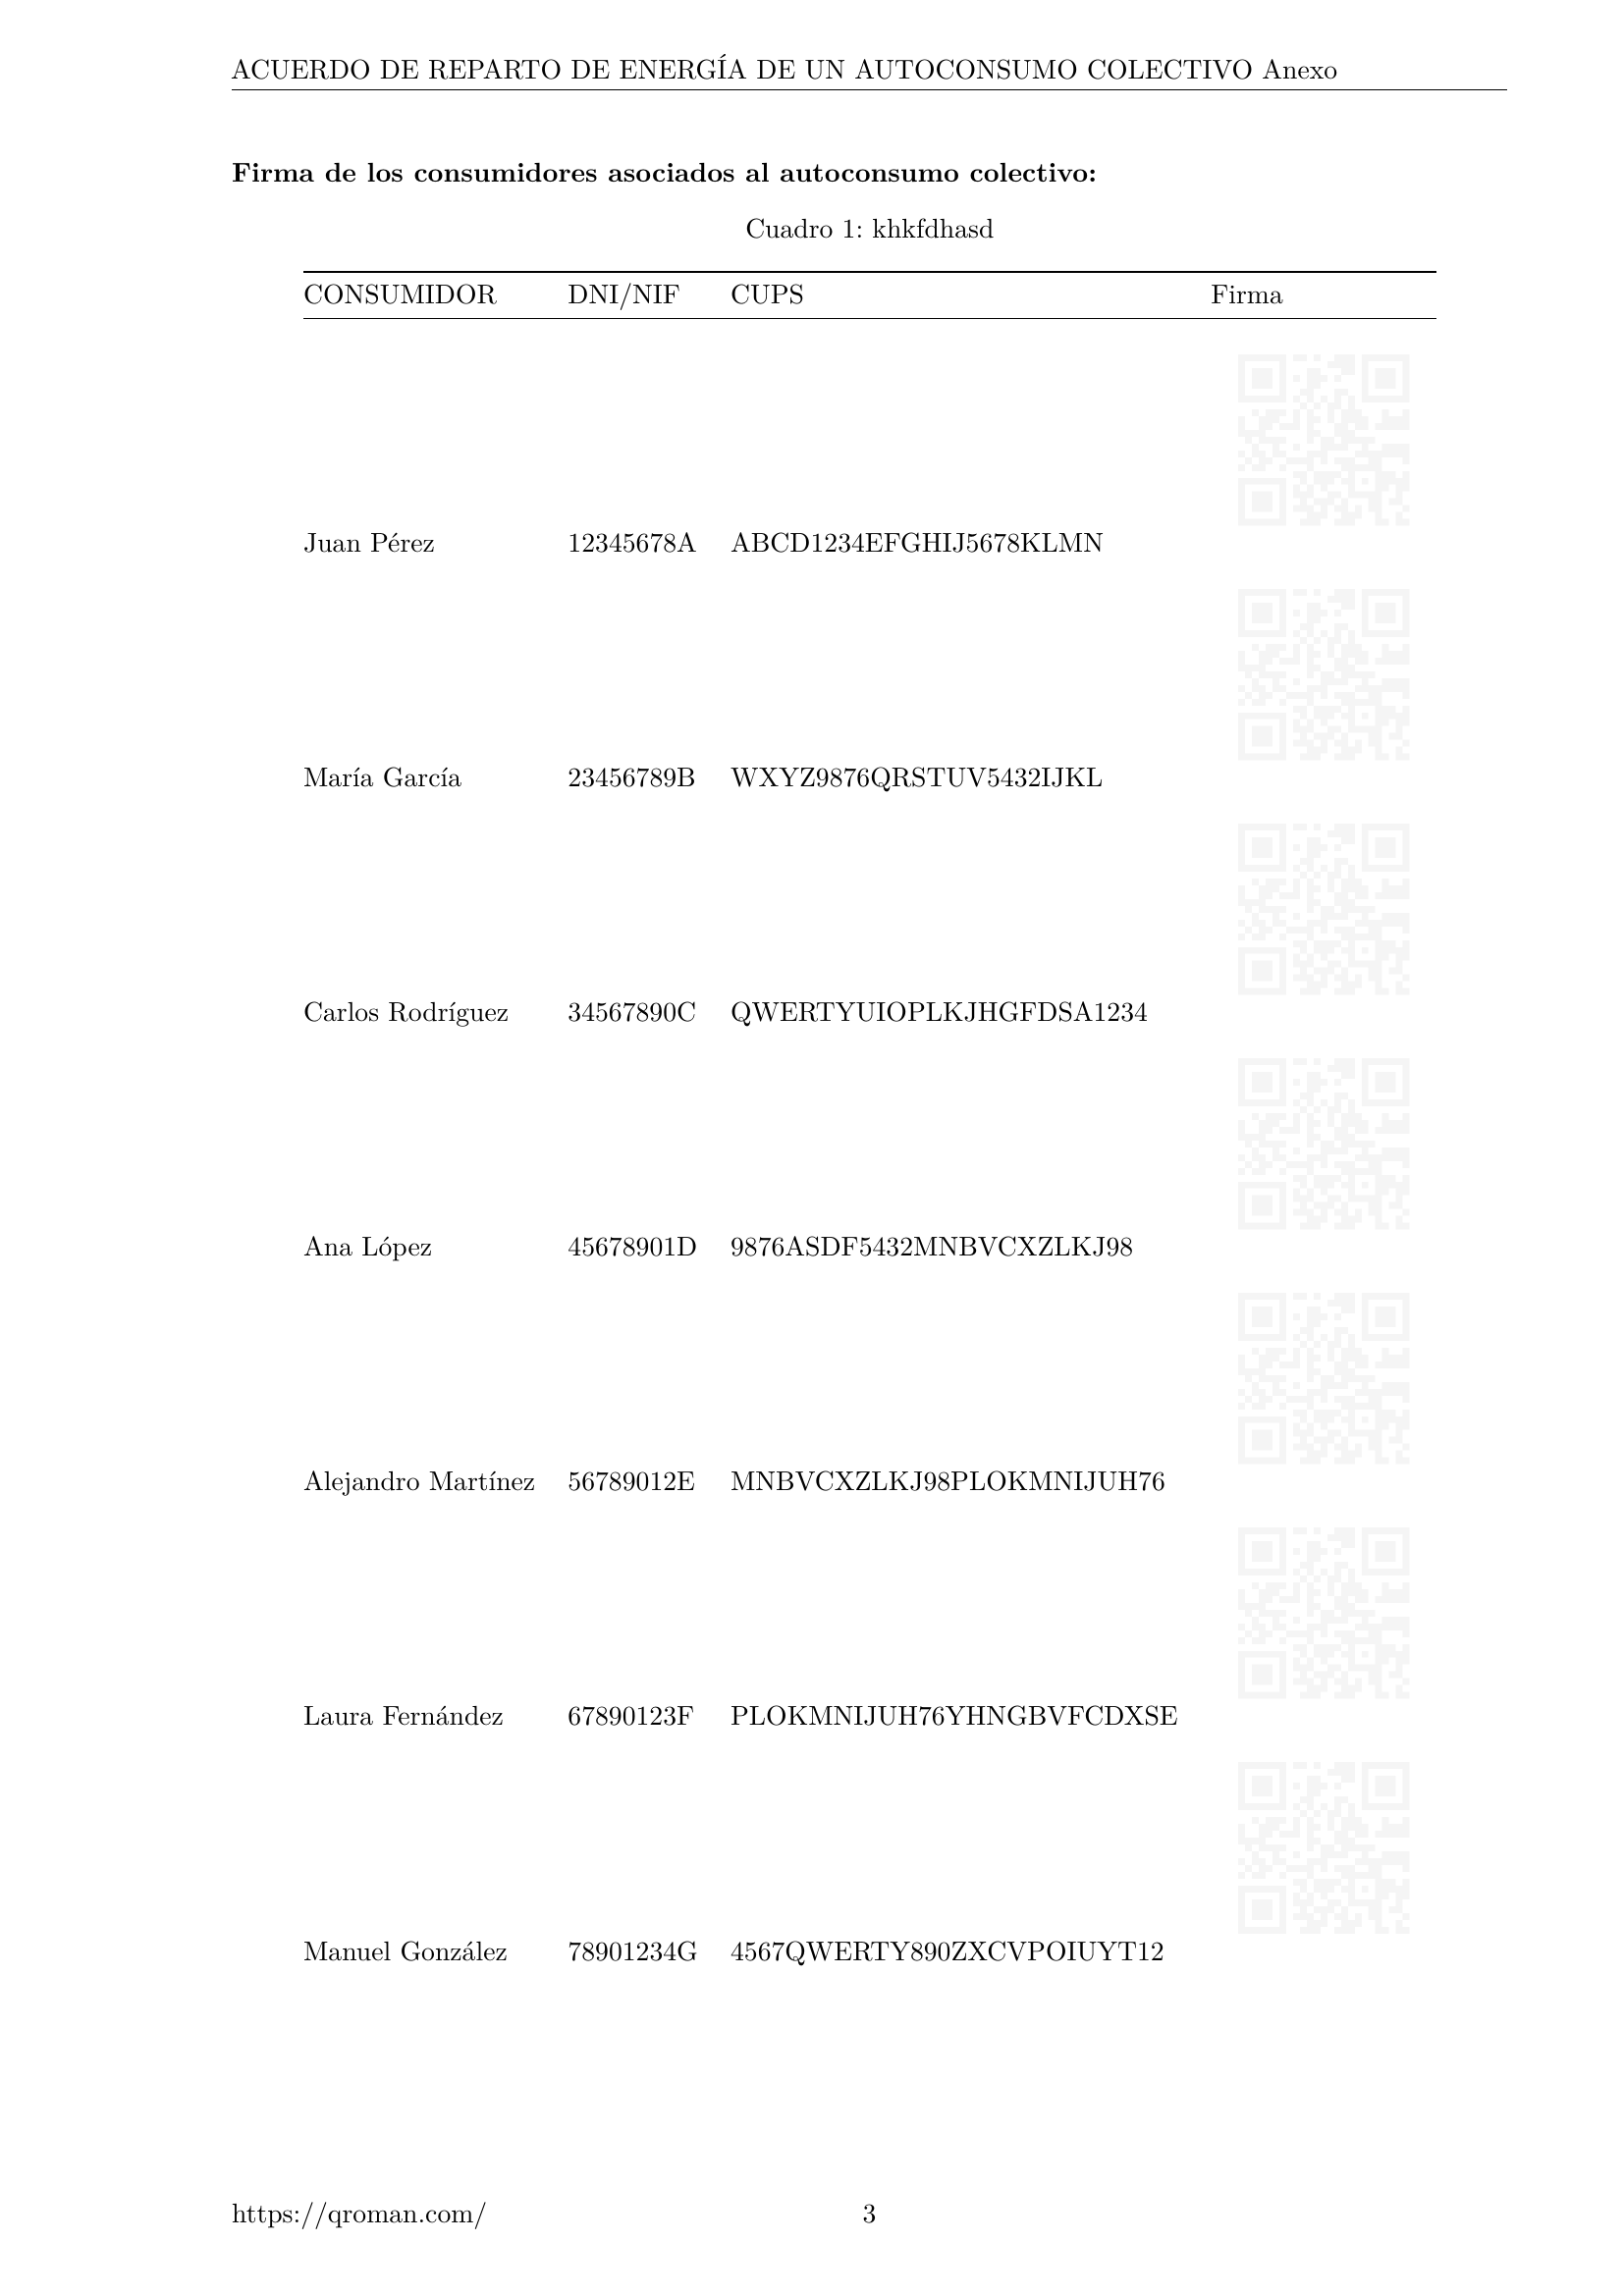 ACUERDO DE REPARTO DE ENERGÍA DE UN AUTOCONSUMO COLECTIVO Anexo
Firma de los consumidores asociados al autoconsumo colectivo:
Cuadro 1: khkfdhasd
CONSUMIDOR DNI/NIF CUPS Firma
Juan Pérez 12345678A ABCD1234EFGHIJ5678KLMN
María García 23456789B WXYZ9876QRSTUV5432IJKL
Carlos Rodríguez 34567890C QWERTYUIOPLKJHGFDSA1234
Ana López 45678901D 9876ASDF5432MNBVCXZLKJ98
Alejandro Martínez 56789012E MNBVCXZLKJ98PLOKMNIJUH76
Laura Fernández 67890123F PLOKMNIJUH76YHNGBVFCDXSE
Manuel González 78901234G 4567QWERTY890ZXCVPOIUYT12
https://qroman.com/ 3